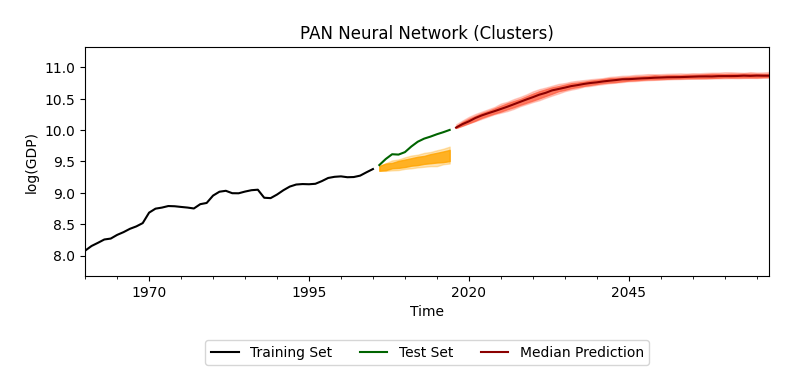 PAN Neural Network (Clusters)
log(GDP)
11.0
10.5
10.0
9.5
9.0
8.5
8.0
1970 1995 2020 2045
Time
Training Set Test Set Median Prediction